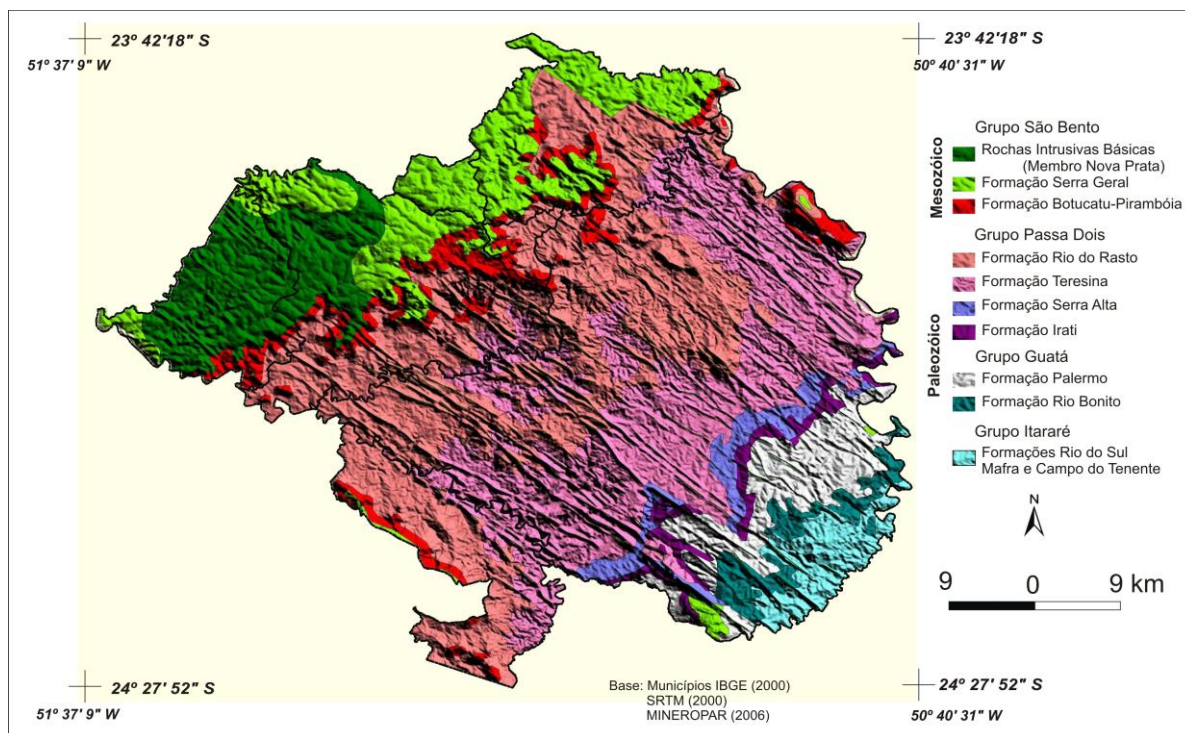 23º 42'18" S
51º 37' 9" W
23º 42'18" S
50º 40' 31" W
Grupo São Bento
Rochas Intrusivas Básicas
(Membro Nova Prata)
Formação Serra Geral
Formação Botucatu-Pirambóia
Mesozóico
Grupo Passa Dois
Formação Rio do Rasto
Formação Teresina
Formação Serra Alta
Formação Irati
Grupo Guatá
Formação Palermo
Formação Rio Bonito
Grupo Itararé
Formações Rio do Sul
Mafra e Campo do Tenente
Paleozóico
N
9 0 9 km
24º 27' 52" S
51º 37' 9" W
Base: Municípios IBGE (2000)
SRTM (2000)
MINEROPAR (2006)
24º 27' 52" S
50º 40' 31" W